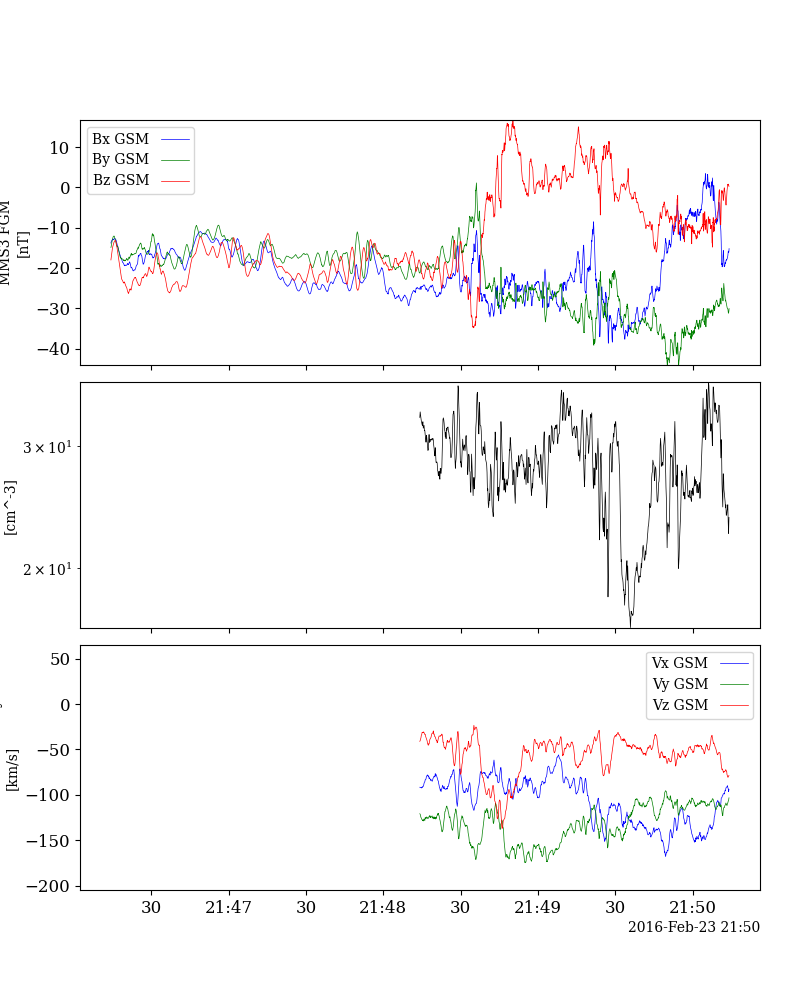 MMS3 FGM
[nT]
10
0
−10
−20
−30
−40
Bx GSM
By GSM
Bz GSM
[cm^-3]
3 × 10¹
2 × 10¹
[km/s]
50
0
−50
−100
−150
−200
Vx GSM
Vy GSM
Vz GSM
30 21:47 30 21:48 30 21:49 30 21:50
2016-Feb-23 21:50